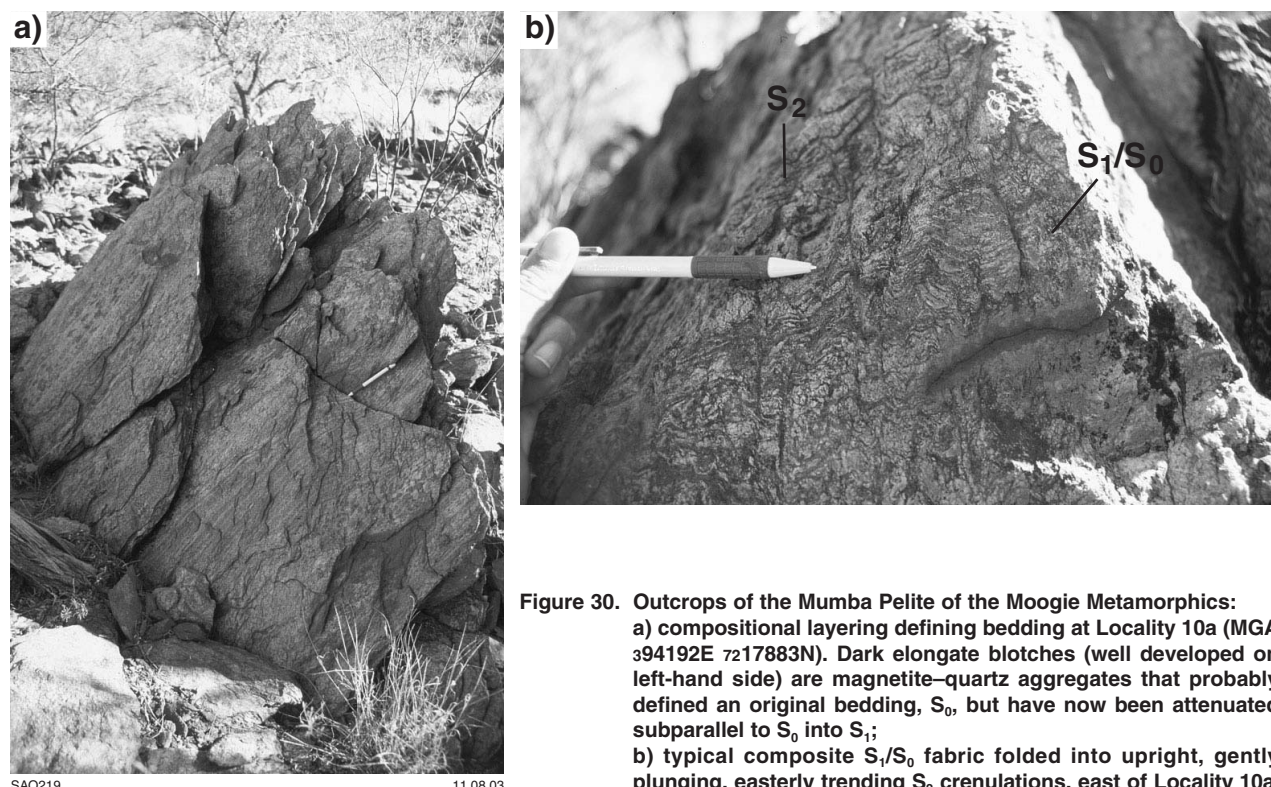 a)
b)
S₂
S₁/S₀
SAO219 11.08.03
Figure 30. Outcrops of the Mumba Pelite of the Moogie Metamorphics:
a) compositional layering defining bedding at Locality 10a (MGA
394192E 7217883N). Dark elongate blotches (well developed on
left-hand side) are magnetite–quartz aggregates that probably
defined an original bedding, S₀, but have now been attenuated
subparallel to S₀ into S₁;
b) typical composite S₁/S₀ fabric folded into upright, gently
plunging, easterly trending S₂ crenulations, east of Locality 10a